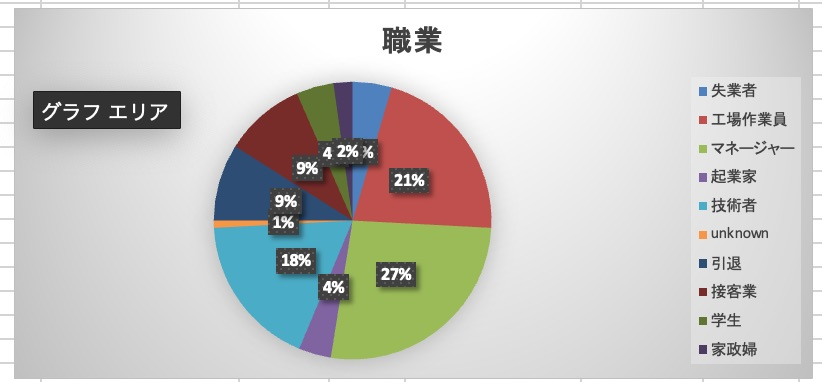 職業
グラフ エリア
失業者
工場作業員
マネージャー
起業家
技術者
unknown
引退
接客業
学生
家政婦
4 2% %
9%
21%
9%
1%
18%
27%
4%